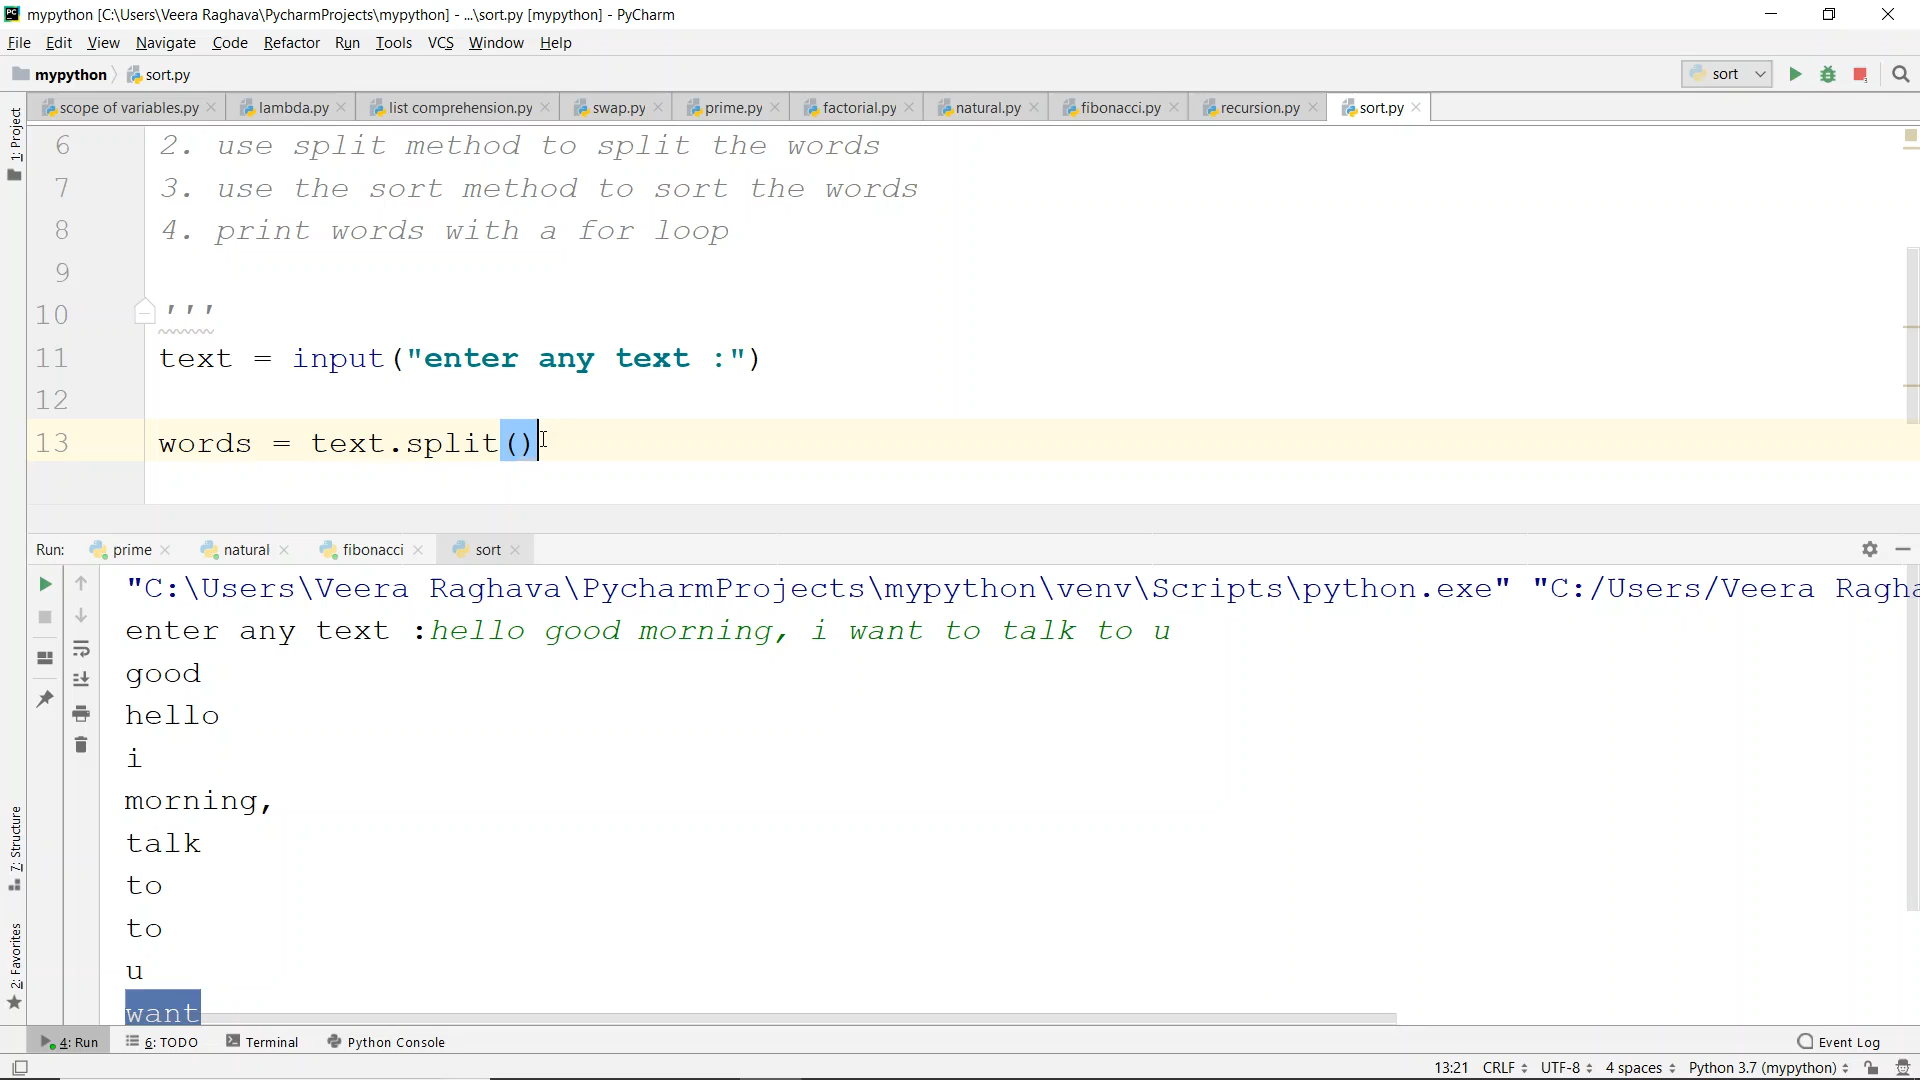 mypython [C:\Users\Veera Raghava\PycharmProjects\mypython] - ...\sort.py [mypython] - PyCharm
File Edit View Navigate Code Refactor Run Tools VCS Window Help
mypython sort.py sort
scope of variables.py lambda.py list comprehension.py swap.py prime.py factorial.py natural.py fibonacci.py recursion.py sort.py
1: Project
6 2. use split method to split the words
7 3. use the sort method to sort the words
8 4. print words with a for loop
9
10 '''
11 text = input("enter any text :")
12
13 words = text.split()
Run: prime natural fibonacci sort
"C:\Users\Veera Raghava\PycharmProjects\mypython\venv\Scripts\python.exe" "C:/Users/Veera Ragha
enter any text :hello good morning, i want to talk to u
good
hello
i
morning,
talk
to
to
u
want
7: Structure
2: Favorites
4: Run 6: TODO Terminal Python Console Event Log
13:21 CRLF UTF-8 4 spaces Python 3.7 (mypython)